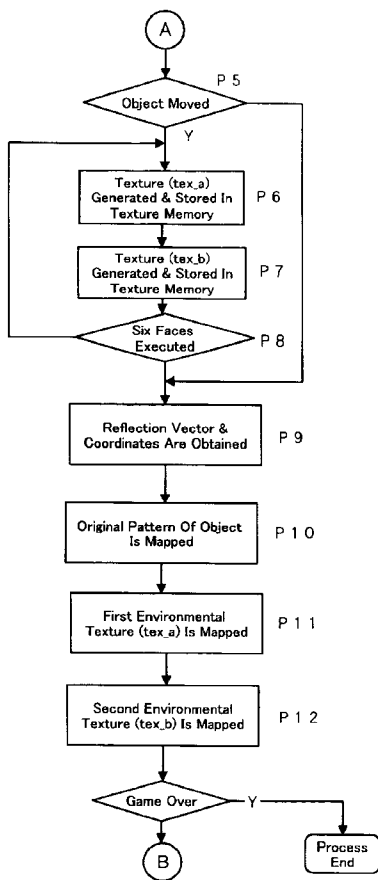 A
P 5
Object Moved
Y
Texture (tex_a)
Generated & Stored In
Texture Memory
P 6
Texture (tex_b)
Generated & Stored In
Texture Memory
P 7
Six Faces
Executed
P 8
Reflection Vector &
Coordinates Are Obtained
P 9
Original Pattern Of Object
Is Mapped
P 1 0
First Environmental
Texture (tex_a) Is Mapped
P 1 1
Second Environmental
Texture (tex_b) Is Mapped
P 1 2
Game Over
Y
B
Process
End